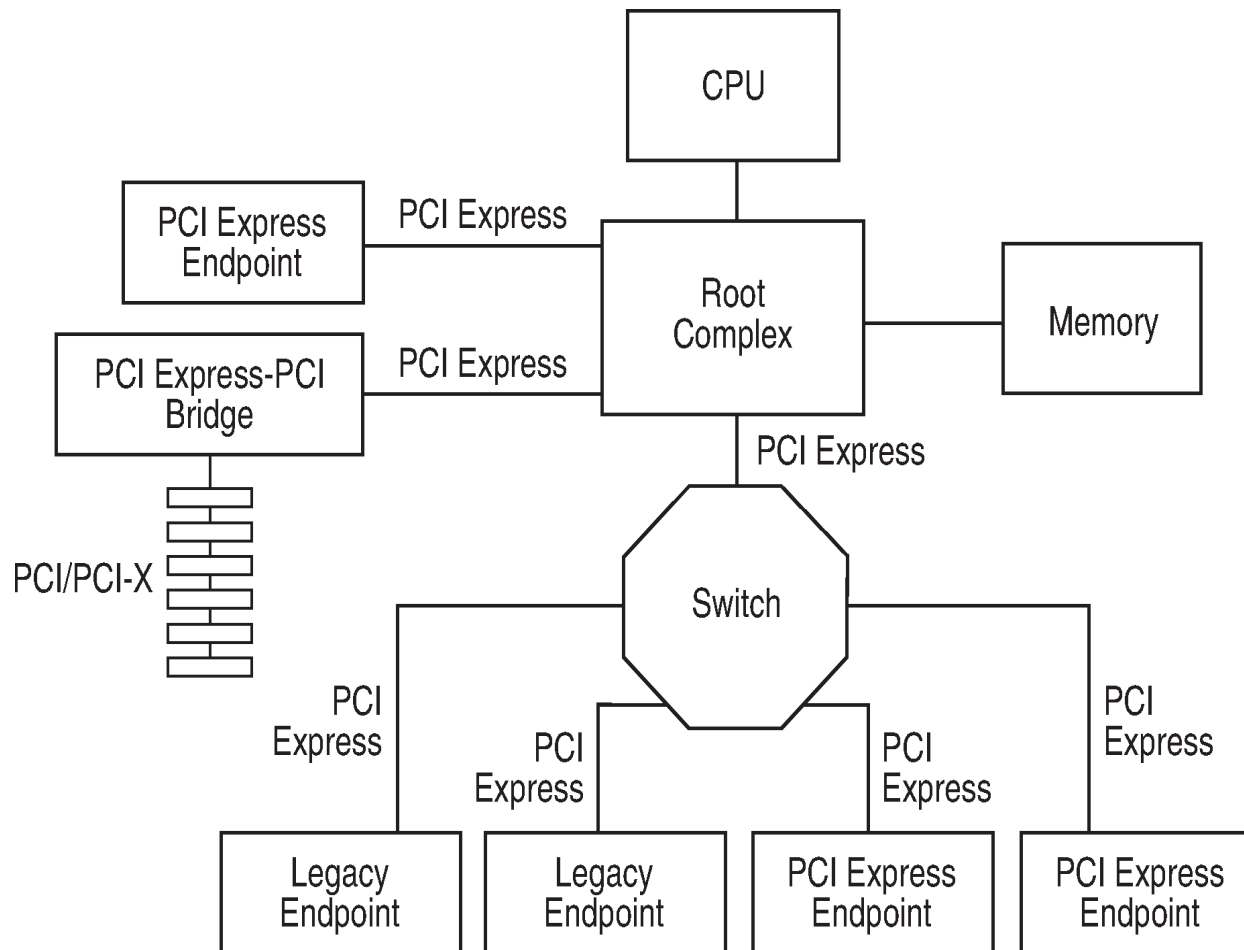 CPU
PCI Express
Endpoint
PCI Express
Root
Complex
Memory
PCI Express-PCI
Bridge
PCI Express
PCI Express
PCI/PCI-X
Switch
PCI
Express
PCI
Express
PCI
Express
PCI
Express
Legacy
Endpoint
Legacy
Endpoint
PCI Express
Endpoint
PCI Express
Endpoint